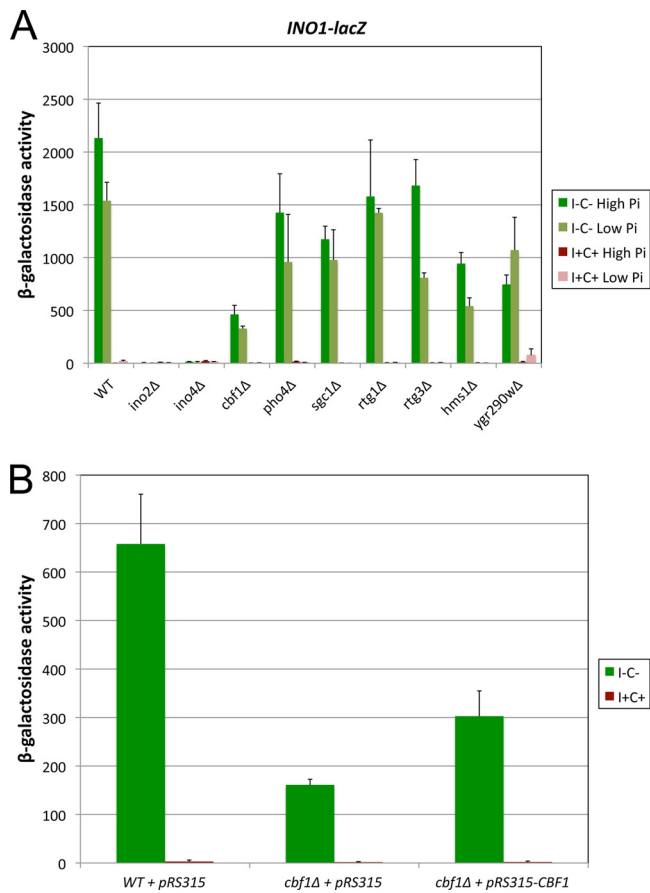 A
INO1-lacZ
β-galactosidase activity
3000
2500
2000
1500
1000
500
0
WT
ino2Δ
ino4Δ
cbf1Δ
pho4Δ
sgc1Δ
rtg1Δ
rtg3Δ
hms1Δ
ygr290wΔ
I-C- High Pi
I-C- Low Pi
I+C+ High Pi
I+C+ Low Pi
B
β-galactosidase activity
800
700
600
500
400
300
200
100
0
WT + pRS315
cbf1Δ + pRS315
cbf1Δ + pRS315-CBF1
I-C-
I+C+